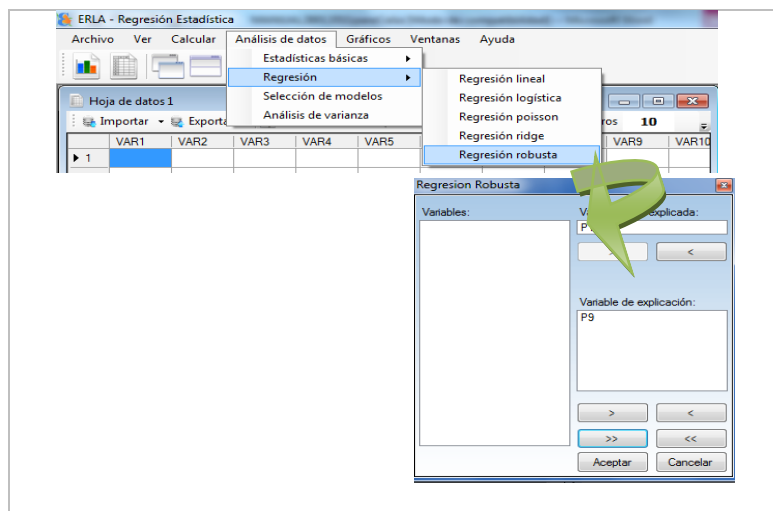 ERLA - Regresión Estadística
Archivo Ver Calcular Análisis de datos Gráficos Ventanas Ayuda
Estadísticas básicas
Regresión
Selección de modelos
Análisis de varianza
Regresión lineal
Regresión logística
Regresión poisson
Regresión ridge
Regresión robusta
Hoja de datos 1
Importar
10
VAR1 VAR2 VAR3 VAR4 VAR5 VAR9 VAR10
1
Regresion Robusta
Variables:
explicada:
> <
Variable de explicación:
P9
> <
>> <<
Aceptar Cancelar